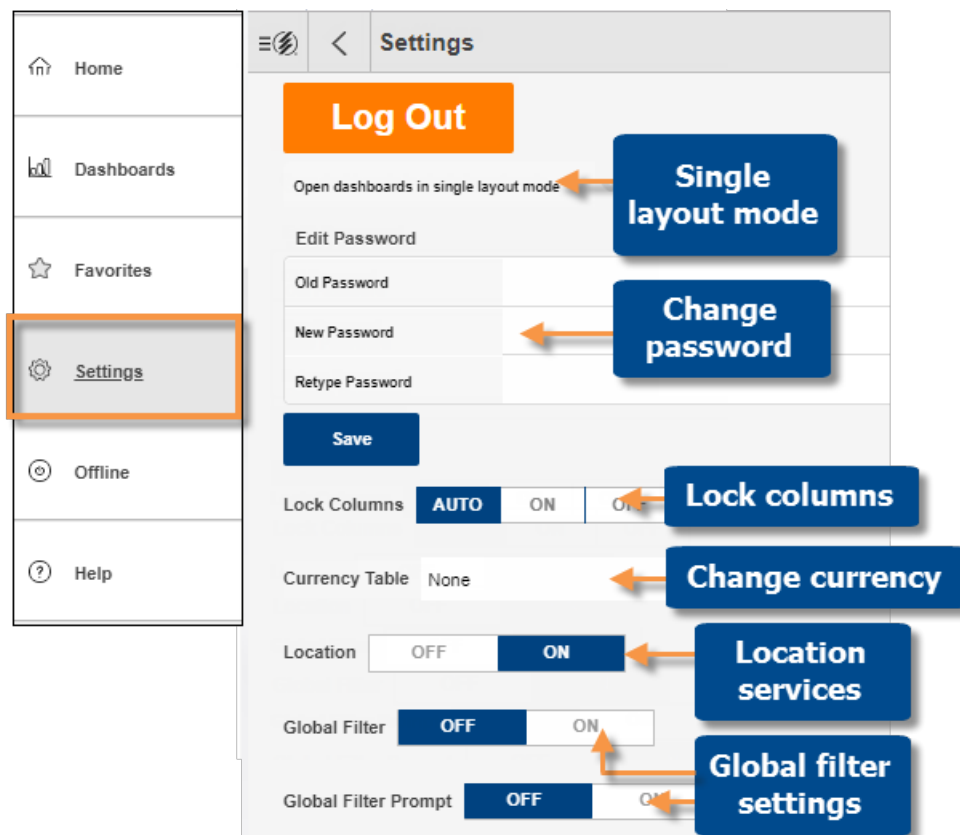 Home
Dashboards
Favorites
Settings
Offline
Help
Settings
Log Out
Open dashboards in single layout mode
Single
layout mode
Edit Password
Old Password
New Password
Retype Password
Change
password
Save
Lock Columns AUTO ON
Lock columns
Currency Table None
Change currency
Location OFF ON
Location
services
Global Filter OFF ON
Global Filter Prompt OFF
Global filter
settings